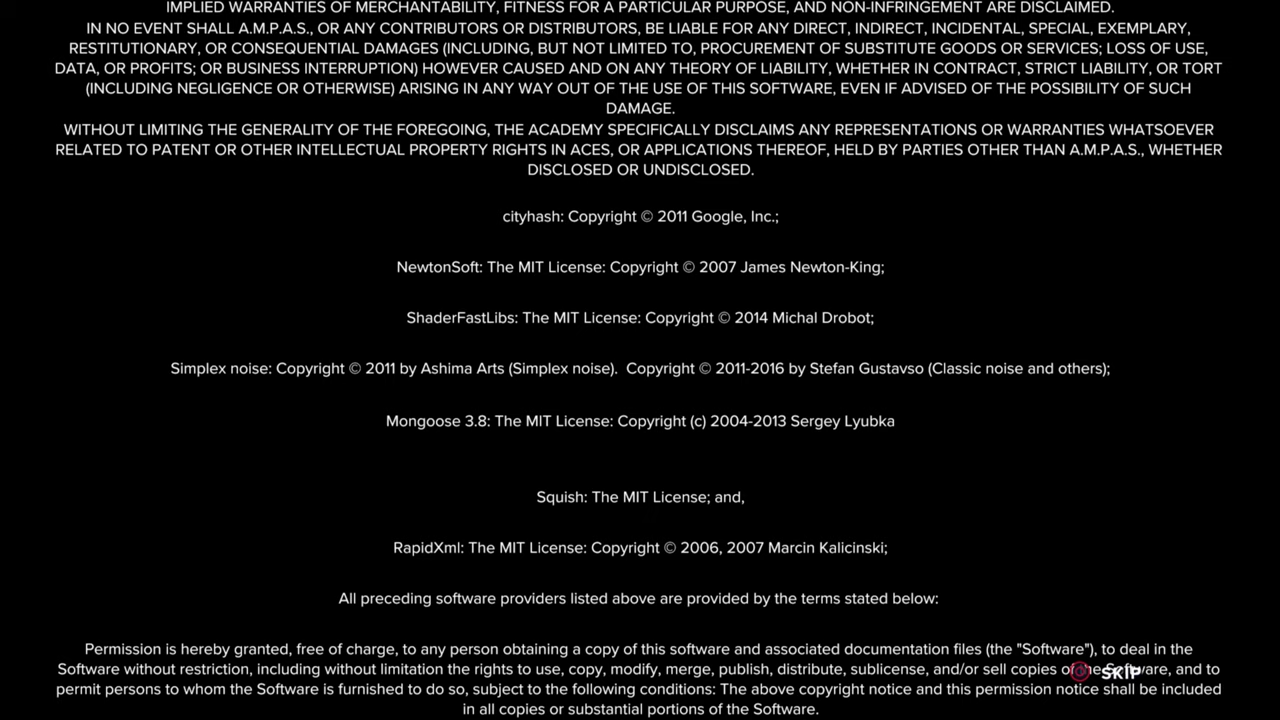 IMPLIED WARRANTIES OF MERCHANTABILITY, FITNESS FOR A PARTICULAR PURPOSE, AND NON-INFRINGEMENT ARE DISCLAIMED.
IN NO EVENT SHALL A.M.P.A.S., OR ANY CONTRIBUTORS OR DISTRIBUTORS, BE LIABLE FOR ANY DIRECT, INDIRECT, INCIDENTAL, SPECIAL, EXEMPLARY,
RESTITUTIONARY, OR CONSEQUENTIAL DAMAGES (INCLUDING, BUT NOT LIMITED TO, PROCUREMENT OF SUBSTITUTE GOODS OR SERVICES; LOSS OF USE,
DATA, OR PROFITS; OR BUSINESS INTERRUPTION) HOWEVER CAUSED AND ON ANY THEORY OF LIABILITY, WHETHER IN CONTRACT, STRICT LIABILITY, OR TORT
(INCLUDING NEGLIGENCE OR OTHERWISE) ARISING IN ANY WAY OUT OF THE USE OF THIS SOFTWARE, EVEN IF ADVISED OF THE POSSIBILITY OF SUCH
DAMAGE.
WITHOUT LIMITING THE GENERALITY OF THE FOREGOING, THE ACADEMY SPECIFICALLY DISCLAIMS ANY REPRESENTATIONS OR WARRANTIES WHATSOEVER
RELATED TO PATENT OR OTHER INTELLECTUAL PROPERTY RIGHTS IN ACES, OR APPLICATIONS THEREOF, HELD BY PARTIES OTHER THAN A.M.P.A.S., WHETHER
DISCLOSED OR UNDISCLOSED.
cityhash: Copyright © 2011 Google, Inc.;
NewtonSoft: The MIT License: Copyright © 2007 James Newton-King;
ShaderFastLibs: The MIT License: Copyright © 2014 Michal Drobot;
Simplex noise: Copyright © 2011 by Ashima Arts (Simplex noise).  Copyright © 2011-2016 by Stefan Gustavso (Classic noise and others);
Mongoose 3.8: The MIT License: Copyright (c) 2004-2013 Sergey Lyubka
Squish: The MIT License; and,
RapidXml: The MIT License: Copyright © 2006, 2007 Marcin Kalicinski;
All preceding software providers listed above are provided by the terms stated below:
Permission is hereby granted, free of charge, to any person obtaining a copy of this software and associated documentation files (the "Software"), to deal in the
Software without restriction, including without limitation the rights to use, copy, modify, merge, publish, distribute, sublicense, and/or sell copies of the Software, and to
permit persons to whom the Software is furnished to do so, subject to the following conditions: The above copyright notice and this permission notice shall be included
in all copies or substantial portions of the Software.
SKIP